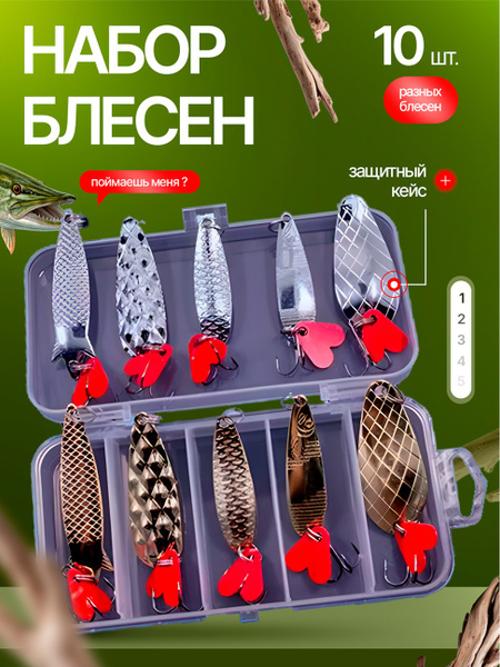 НАБОР
БЛЕСЕН
10 шт.
разных
блесен
поймаешь меня ?
защитный
кейс +
1
2
3
4
5